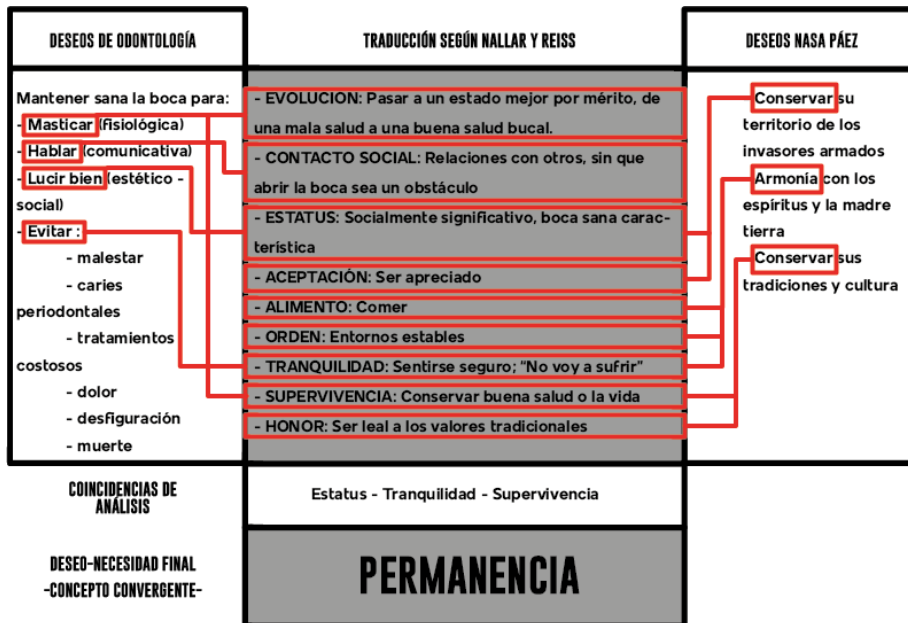 DESEOS DE ODONTOLOGÍA
Mantener sana la boca para:
- Masticar (fisiológica)
- Hablar (comunicativa)
- Lucir bien (estético -
social)
- Evitar :
- malestar
- caries
periodontales
- tratamientos
costosos
- dolor
- desfiguración
- muerte
TRADUCCIÓN SEGÚN NALLAR Y REISS
- EVOLUCION: Pasar a un estado mejor por mérito, de
una mala salud a una buena salud bucal.
- CONTACTO SOCIAL: Relaciones con otros, sin que
abrir la boca sea un obstáculo
- ESTATUS: Socialmente significativo, boca sana carac-
terística
- ACEPTACIÓN: Ser apreciado
- ALIMENTO: Comer
- ORDEN: Entornos estables
- TRANQUILIDAD: Sentirse seguro; "No voy a sufrir"
- SUPERVIVENCIA: Conservar buena salud o la vida
- HONOR: Ser leal a los valores tradicionales
DESEOS NASA PÁEZ
Conservar su
territorio de los
invasores armados
Armonía con los
espíritus y la madre
tierra
Conservar sus
tradiciones y cultura
COINCIDENCIAS DE
ANÁLISIS
Estatus - Tranquilidad - Supervivencia
DESEO-NECESIDAD FINAL
-CONCEPTO CONVERGENTE-
PERMANENCIA